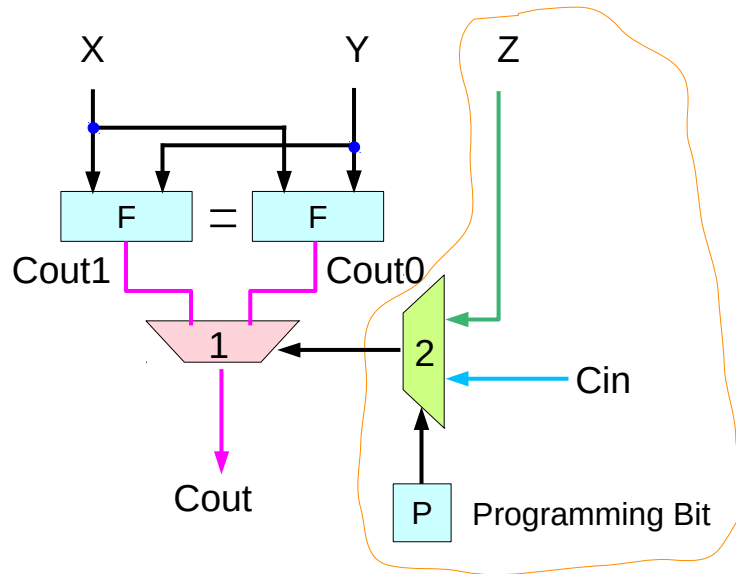 X
Y
Z
F
=
F
Cout1
Cout0
1
2
Cin
Cout
P
Programming Bit